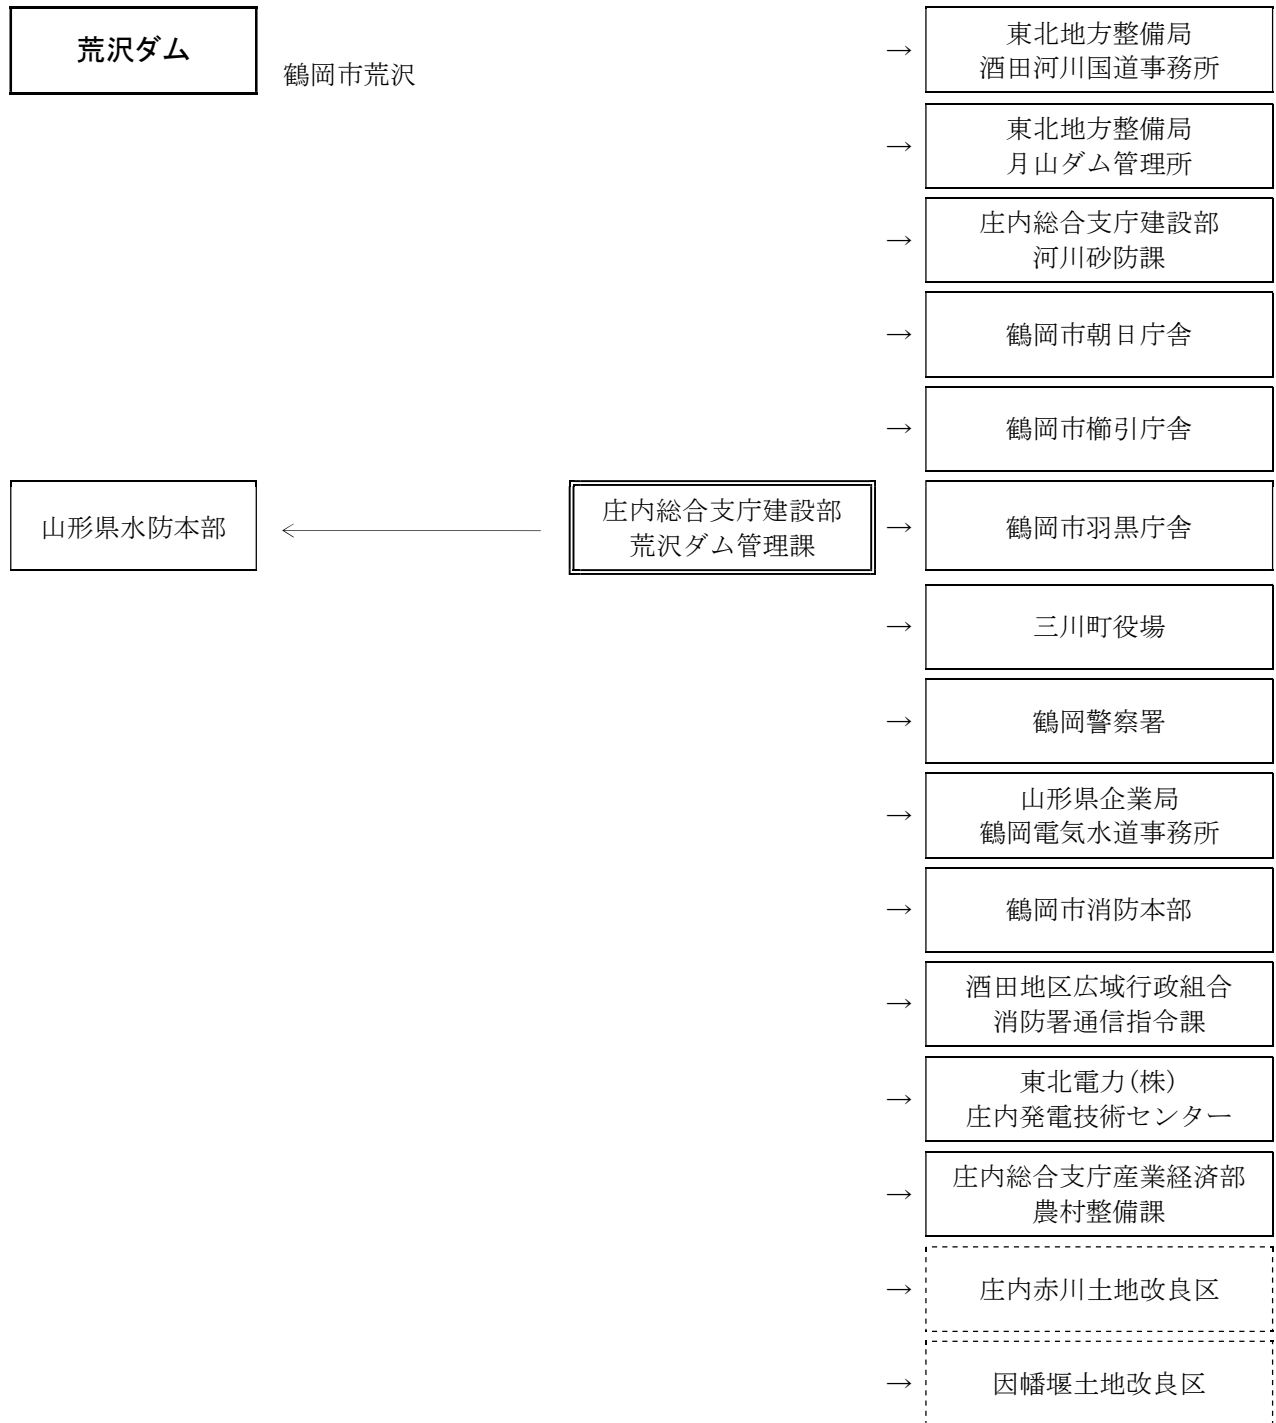 荒沢ダム
鶴岡市荒沢
→
東北地方整備局
酒田河川国道事務所
→
東北地方整備局
月山ダム管理所
→
庄内総合支庁建設部
河川砂防課
→
鶴岡市朝日庁舎
→
鶴岡市櫛引庁舎
山形県水防本部
庄内総合支庁建設部
荒沢ダム管理課
→
鶴岡市羽黒庁舎
→
三川町役場
→
鶴岡警察署
→
山形県企業局
鶴岡電気水道事務所
→
鶴岡市消防本部
→
酒田地区広域行政組合
消防署通信指令課
→
東北電力(株)
庄内発電技術センター
→
庄内総合支庁産業経済部
農村整備課
→
庄内赤川土地改良区
→
因幡堰土地改良区